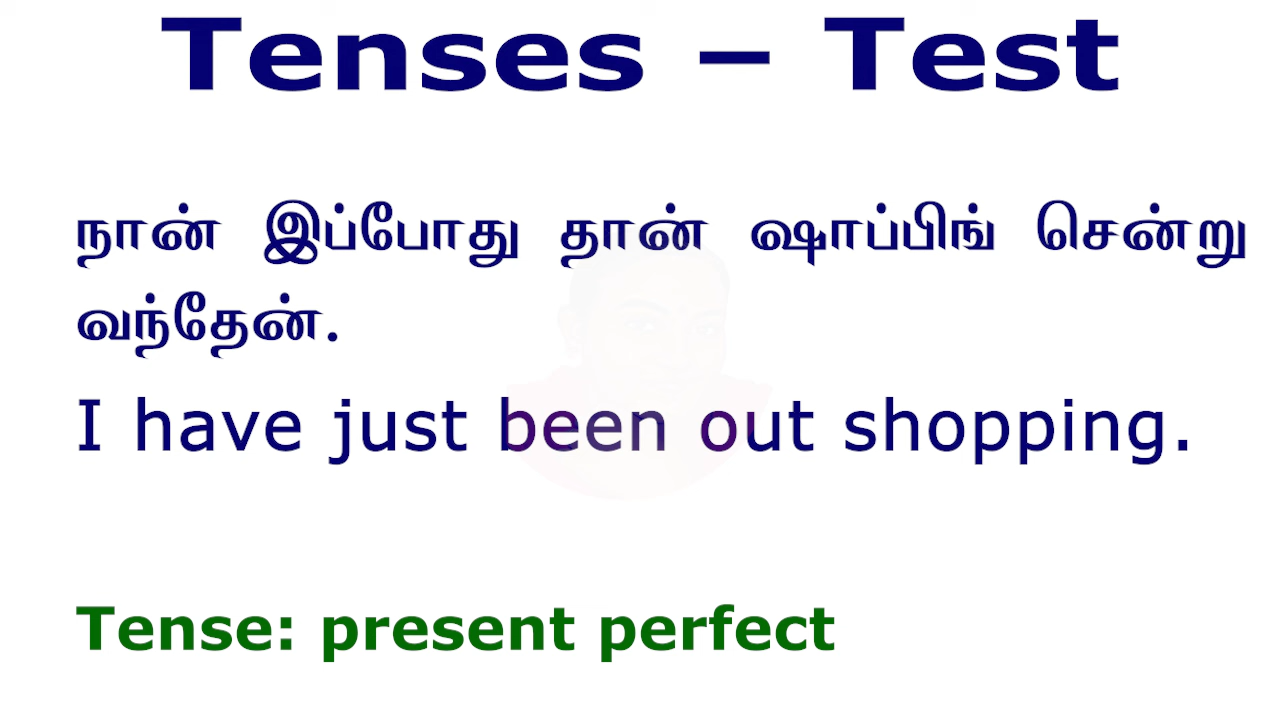 Tenses – Test
நான் இப்போது தான் ஷாப்பிங் சென்று
வந்தேன்.
I have just been out shopping.
Tense: present perfect